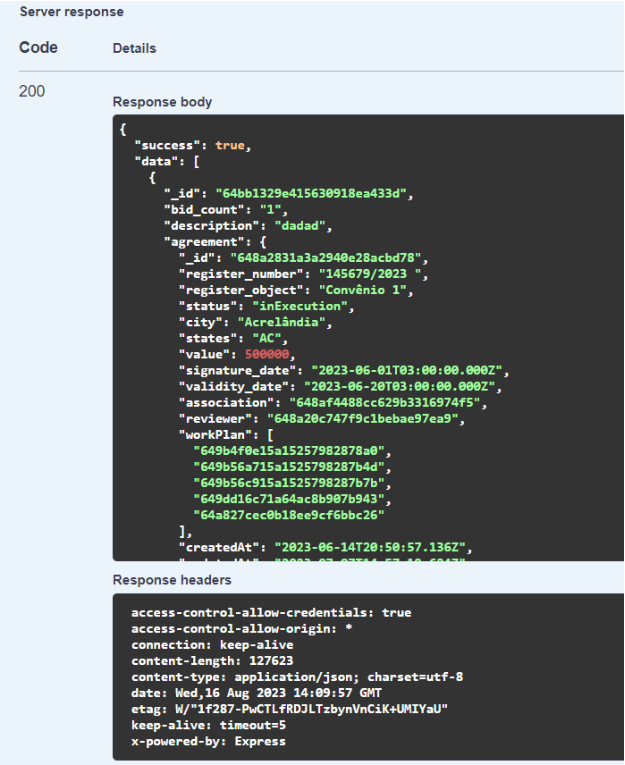 Server response
Code Details
200
Response body
{
"success": true,
"data": [
{
"_id": "64bb1329e415630918ea433d",
"bid_count": "1",
"description": "dadad",
"agreement": {
"_id": "648a2831a3a2940e28acbd78",
"register_number": "145679/2023 ",
"register_object": "Convênio 1",
"status": "inExecution",
"city": "Acrelândia",
"states": "AC",
"value": 500000,
"signature_date": "2023-06-01T03:00:00.000Z",
"validity_date": "2023-06-20T03:00:00.000Z",
"association": "648af4488cc629b3316974f5",
"reviewer": "648a20c747f9c1bebae97ea9",
"workPlan": [
"649b4f0e15a15257982878a0",
"649b56a715a15257982​87b4d",
"649b56c915a1525798287b7b",
"649dd16c71a64ac8b907b943",
"64a827cec0b18ee9cf6bbc26"
],
"createdAt": "2023-06-14T20:50:57.136Z",
Response headers
access-control-allow-credentials: true
access-control-allow-origin: *
connection: keep-alive
content-length: 127623
content-type: application/json; charset=utf-8
date: Wed,16 Aug 2023 14:09:57 GMT
etag: W/"1f287-PwCTLfRDJLTzbynVnCiK+UMIYaU"
keep-alive: timeout=5
x-powered-by: Express